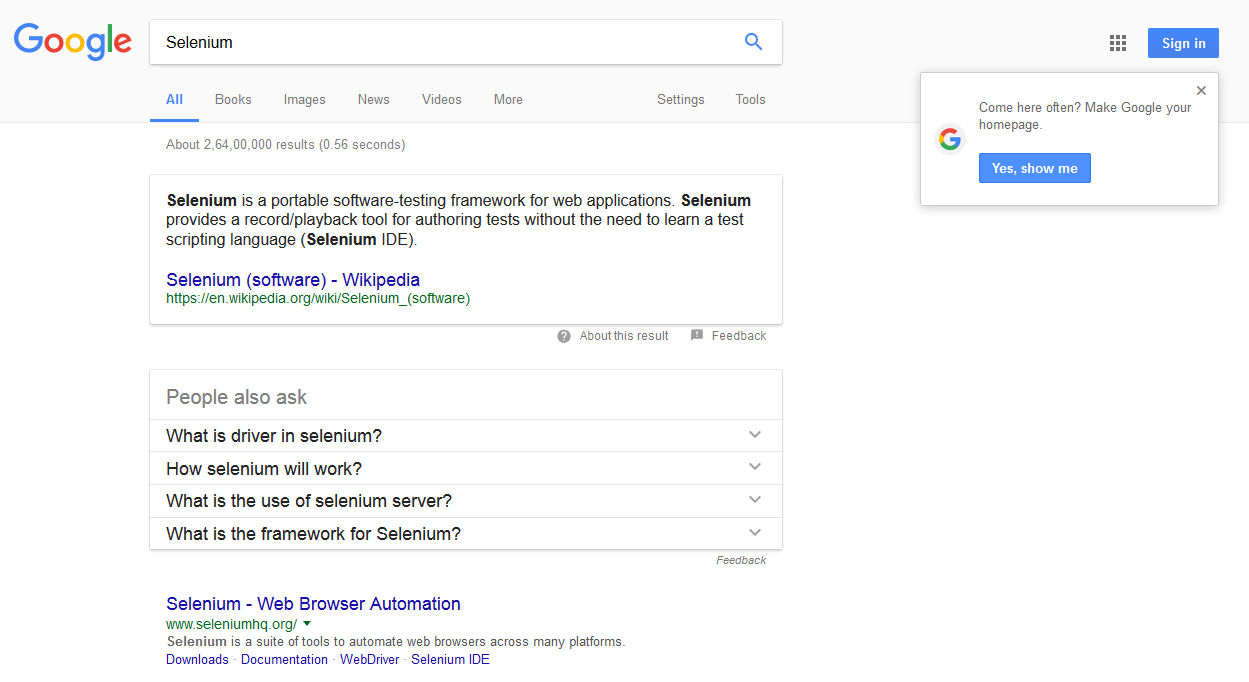 Google
Selenium
Sign in
All Books Images News Videos More Settings Tools
Come here often? Make Google your
homepage.
Yes, show me
About 2,64,00,000 results (0.56 seconds)
Selenium is a portable software-testing framework for web applications. Selenium
provides a record/playback tool for authoring tests without the need to learn a test
scripting language (Selenium IDE).
Selenium (software) - Wikipedia
https://en.wikipedia.org/wiki/Selenium_(software)
About this result Feedback
People also ask
What is driver in selenium?
How selenium will work?
What is the use of selenium server?
What is the framework for Selenium?
Feedback
Selenium - Web Browser Automation
www.seleniumhq.org/
Selenium is a suite of tools to automate web browsers across many platforms.
Downloads · Documentation · WebDriver · Selenium IDE